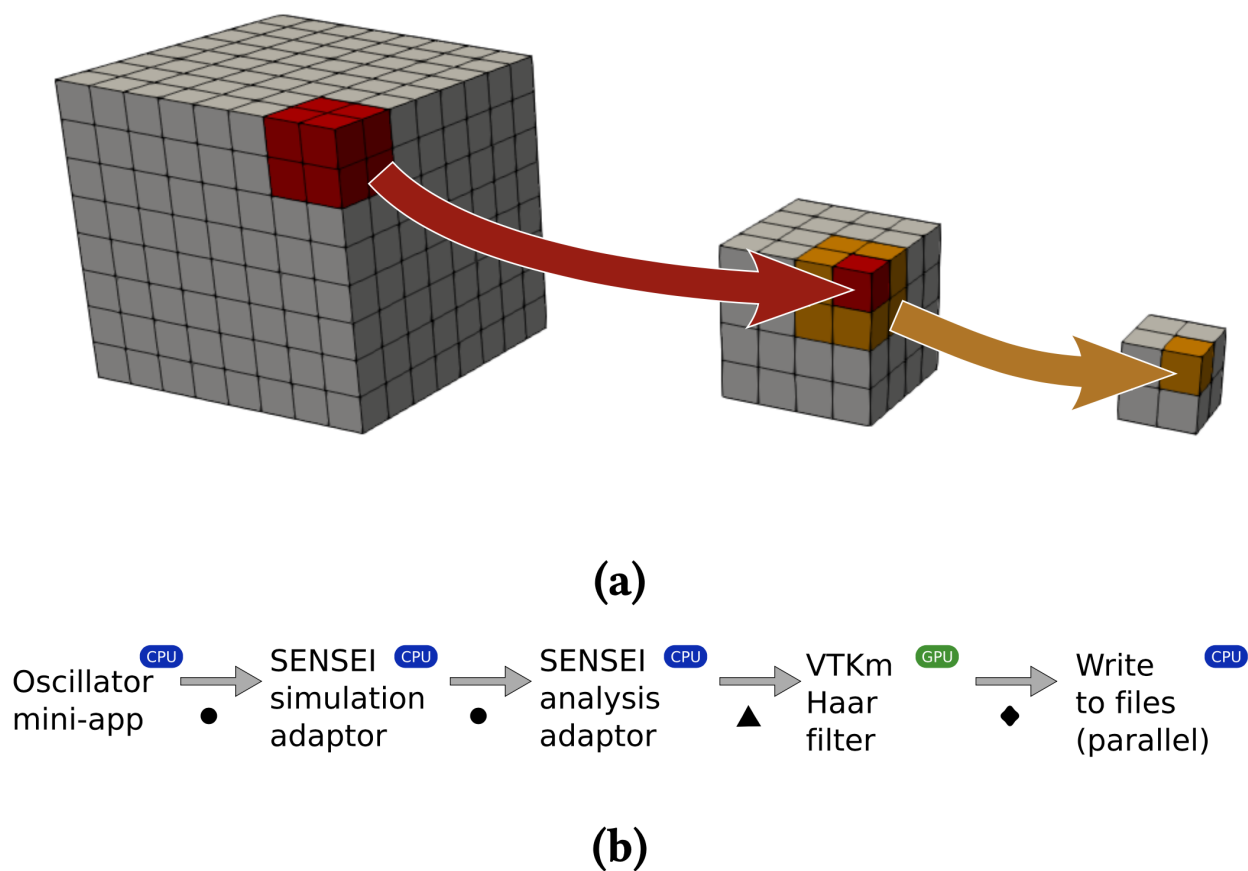 (a)
Oscillator
mini-app
CPU
SENSEI
simulation
adaptor
CPU
SENSEI
analysis
adaptor
CPU
VTKm
Haar
filter
GPU
Write
to files
(parallel)
CPU
(b)